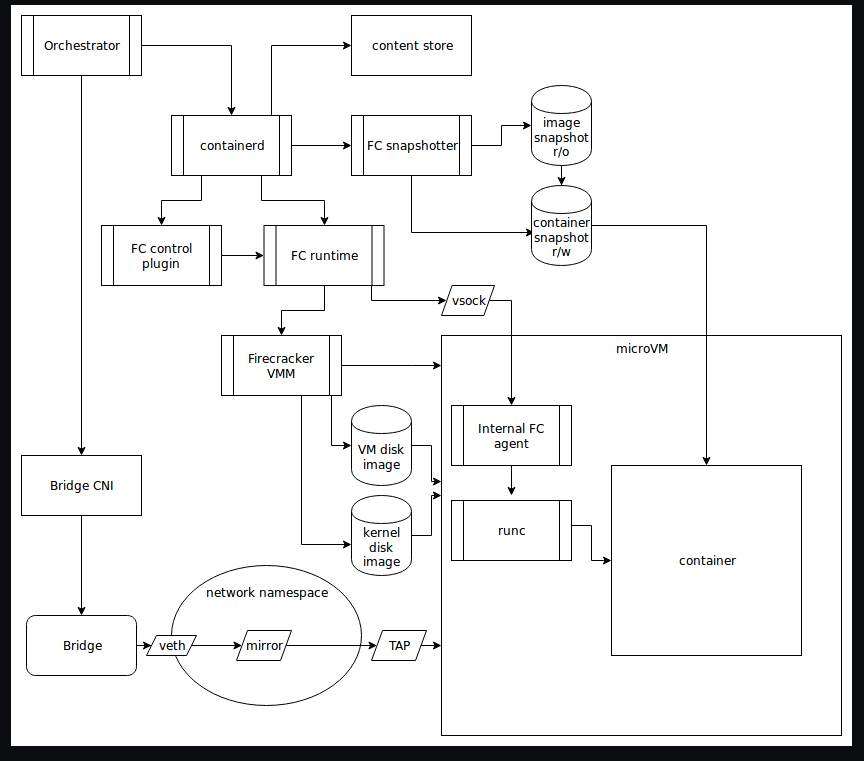 Orchestrator
content store
containerd
FC snapshotter
image
snapshot
r/o
container
snapshot
r/w
FC control
plugin
FC runtime
vsock
microVM
Firecracker
VMM
Internal FC
agent
VM disk
image
Bridge CNI
kernel
disk
image
runc
container
network namespace
Bridge
veth
mirror
TAP